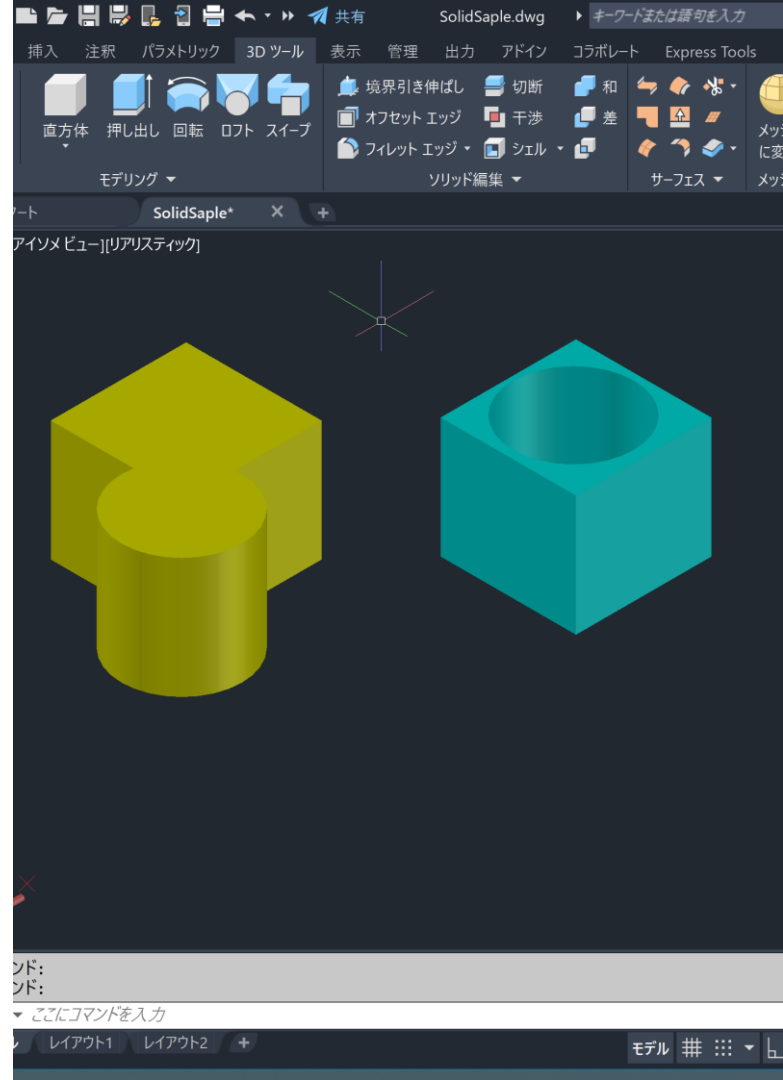 共有 SolidSaple.dwg キーワードまたは語句を入力
挿入 注釈 パラメトリック 3D ツール 表示 管理 出力 アドイン コラボレート Express Tools
境界引き伸ばし 切断 和
オフセット エッジ 干渉 差
フィレット エッジ シェル
直方体 押し出し 回転 ロフト スイープ
モデリング ソリッド編集 サーフェス
SolidSaple* × +
アイソメ ビュー][リアリスティック]
ンド:
ンド:
ここにコマンドを入力
レイアウト1 レイアウト2 + モデル